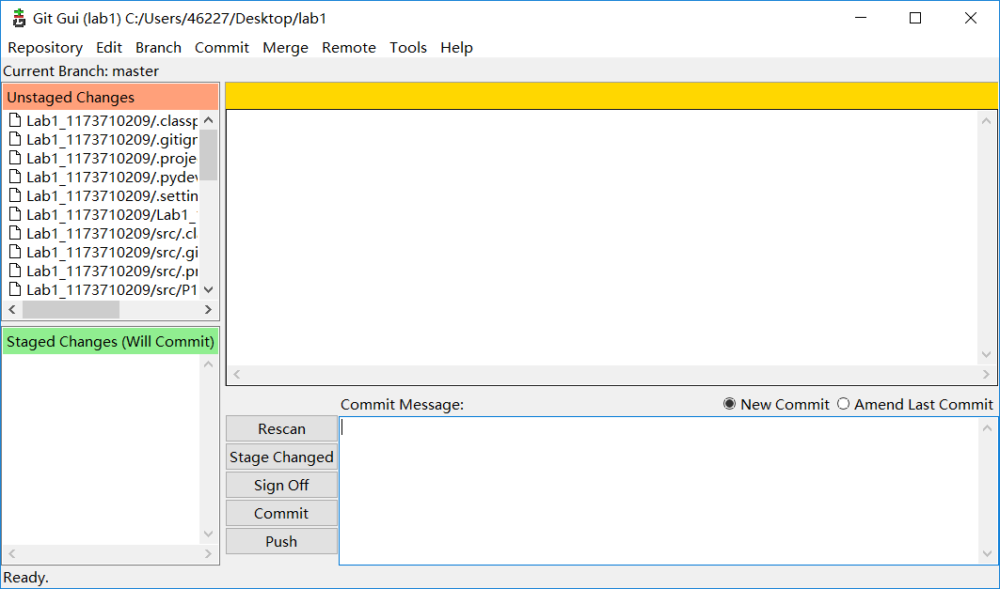 Git Gui (lab1) C:/Users/46227/Desktop/lab1
Repository Edit Branch Commit Merge Remote Tools Help
Current Branch: master
Unstaged Changes
Lab1_1173710209/.classp
Lab1_1173710209/.gitigr
Lab1_1173710209/.proje
Lab1_1173710209/.pydev
Lab1_1173710209/.settin
Lab1_1173710209/Lab1_
Lab1_1173710209/src/.cl
Lab1_1173710209/src/.gi
Lab1_1173710209/src/.pr
Lab1_1173710209/src/P1
Staged Changes (Will Commit)
Commit Message:
New Commit
Amend Last Commit
Rescan
Stage Changed
Sign Off
Commit
Push
Ready.